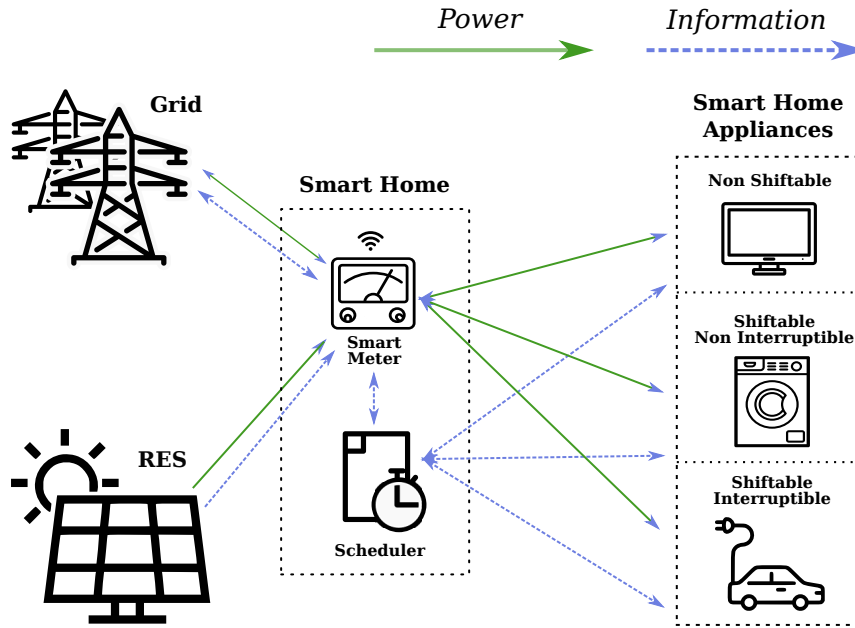 Power
Information
Grid
Smart Home
Appliances
Smart Home
Non Shiftable
Smart
Meter
Shiftable
Non Interruptible
RES
Scheduler
Shiftable
Interruptible